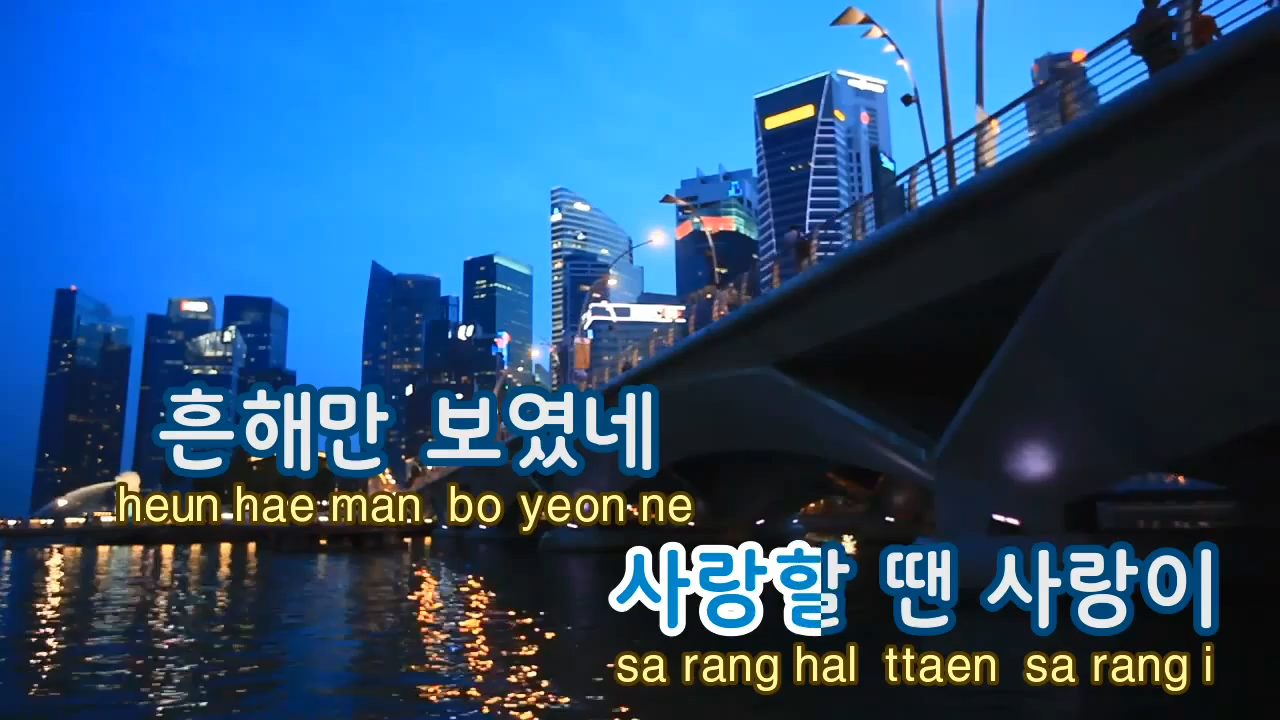 흔해만 보였네
heun hae man bo yeon ne
사랑할 땐 사랑이
sa rang hal ttaen sa rang i